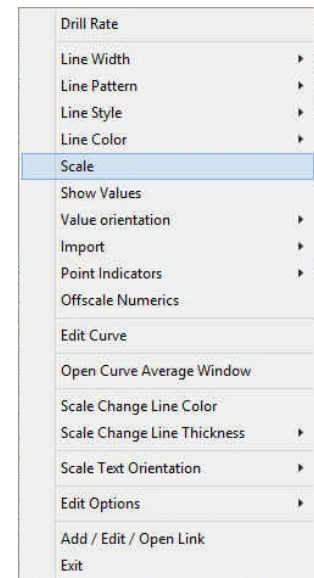 Drill Rate
Line Width
Line Pattern
Line Style
Line Color
Scale
Show Values
Value orientation
Import
Point Indicators
Offscale Numerics
Edit Curve
Open Curve Average Window
Scale Change Line Color
Scale Change Line Thickness
Scale Text Orientation
Edit Options
Add / Edit / Open Link
Exit